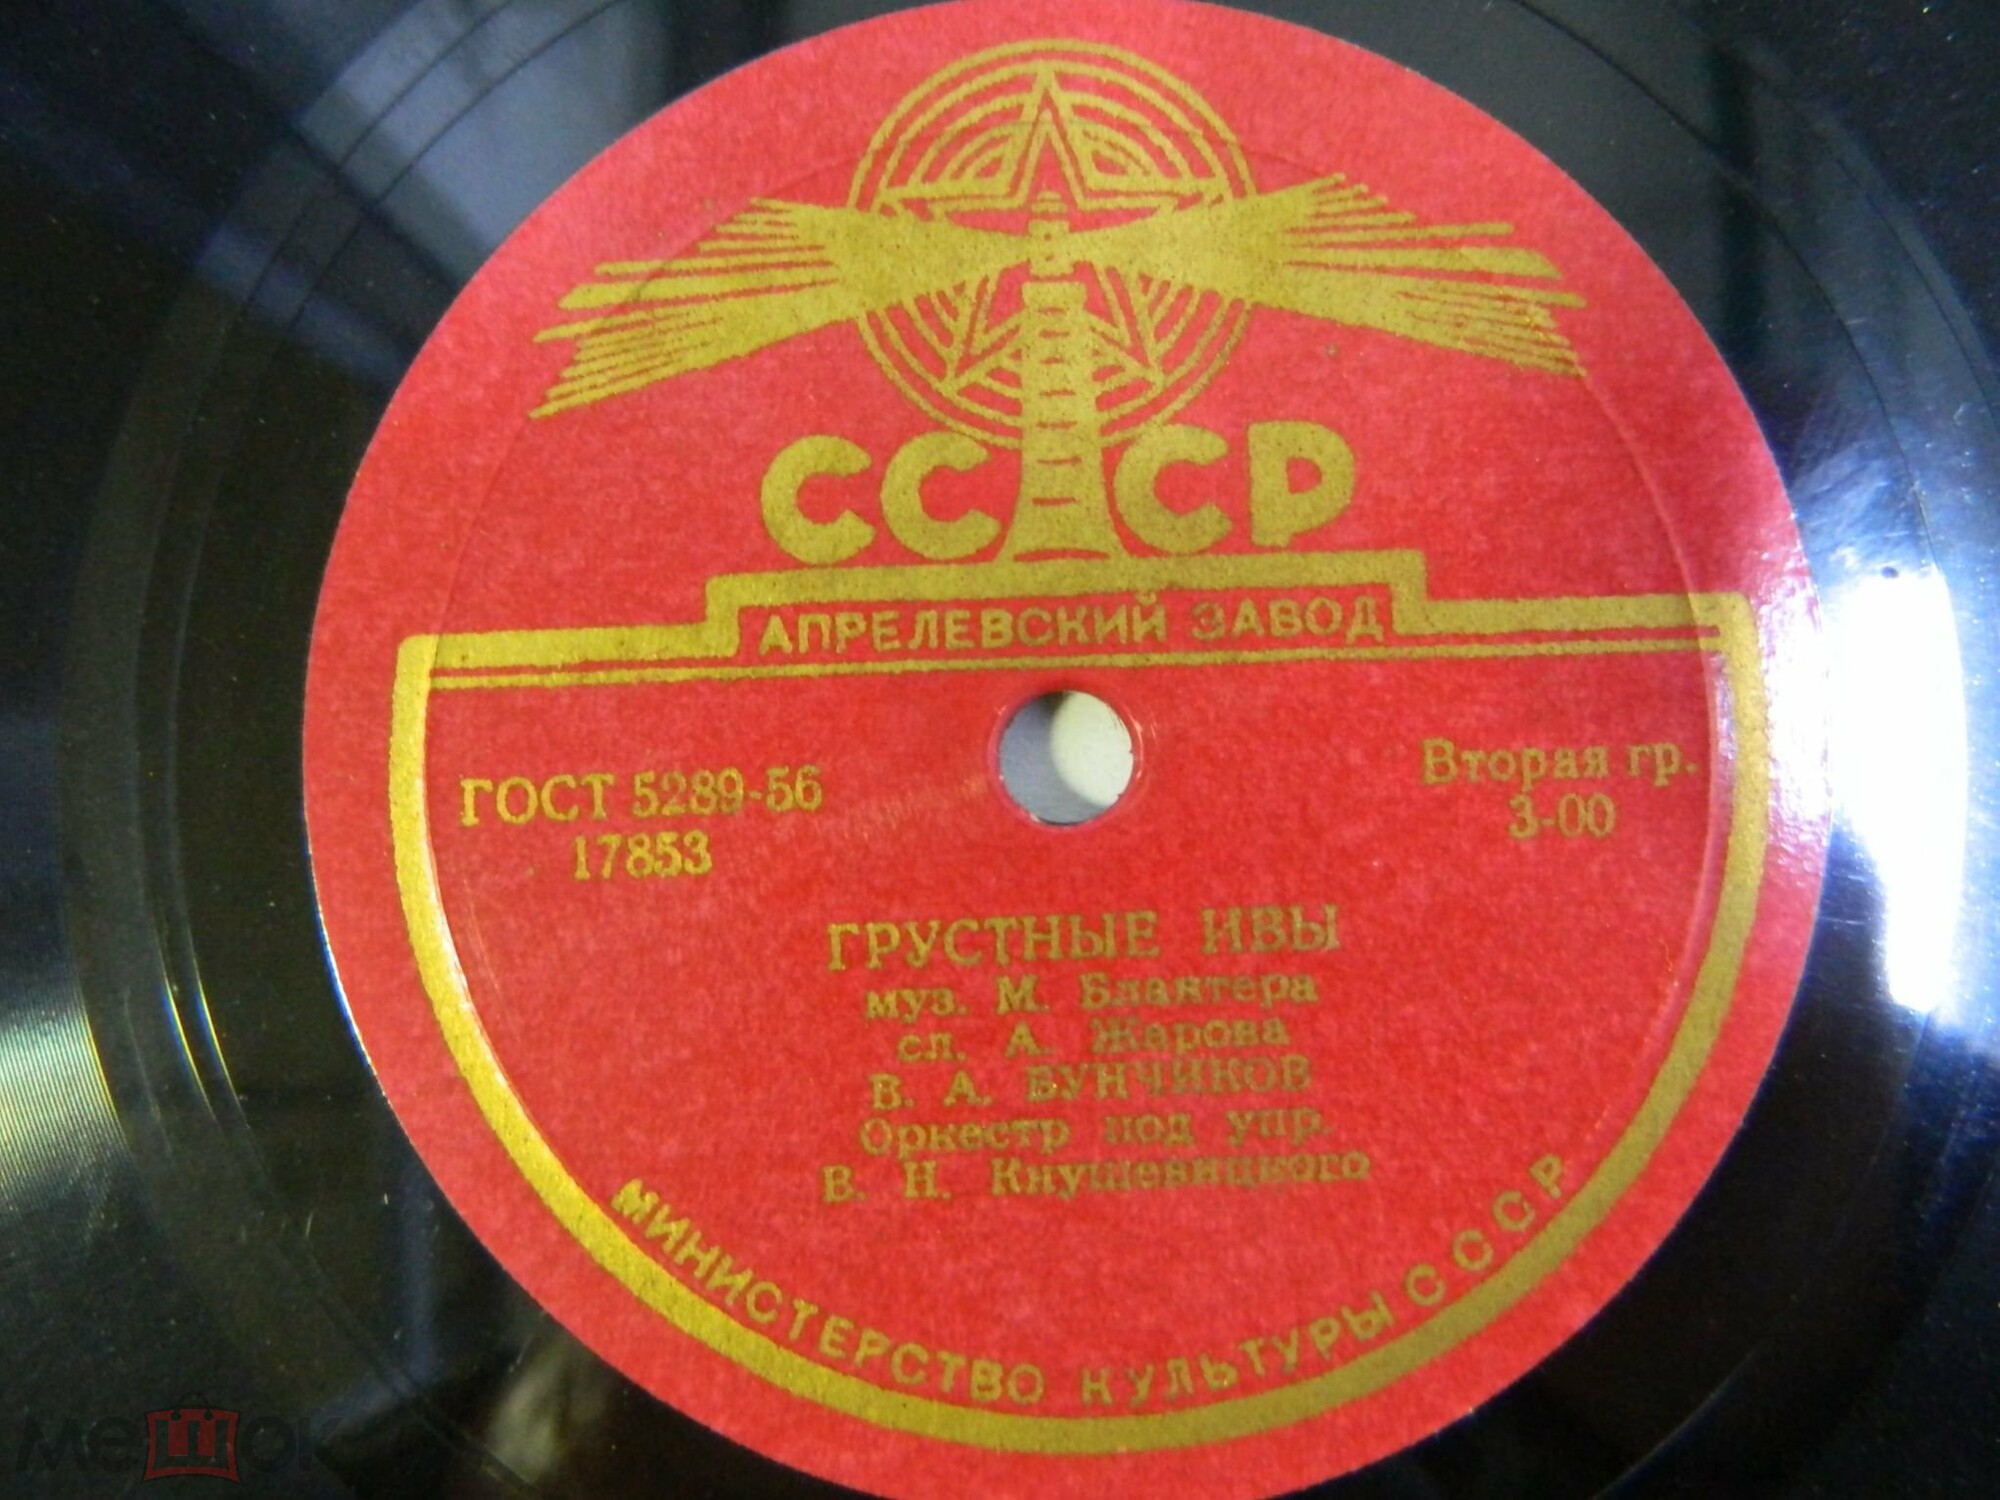 СССР
АПРЕЛЕВСКИЙ ЗАВОД
ГОСТ 5289-56
17853
Вторая гр.
3-00
ГРУСТНЫЕ ИВЫ
муз. М. Блантера
сл. А. Жарова
В. А. БУНЧИКОВ
Оркестр под упр.
В. Н. Кнушевицкого
МИНИСТЕРСТВО КУЛЬТУРЫ СССР
мешок